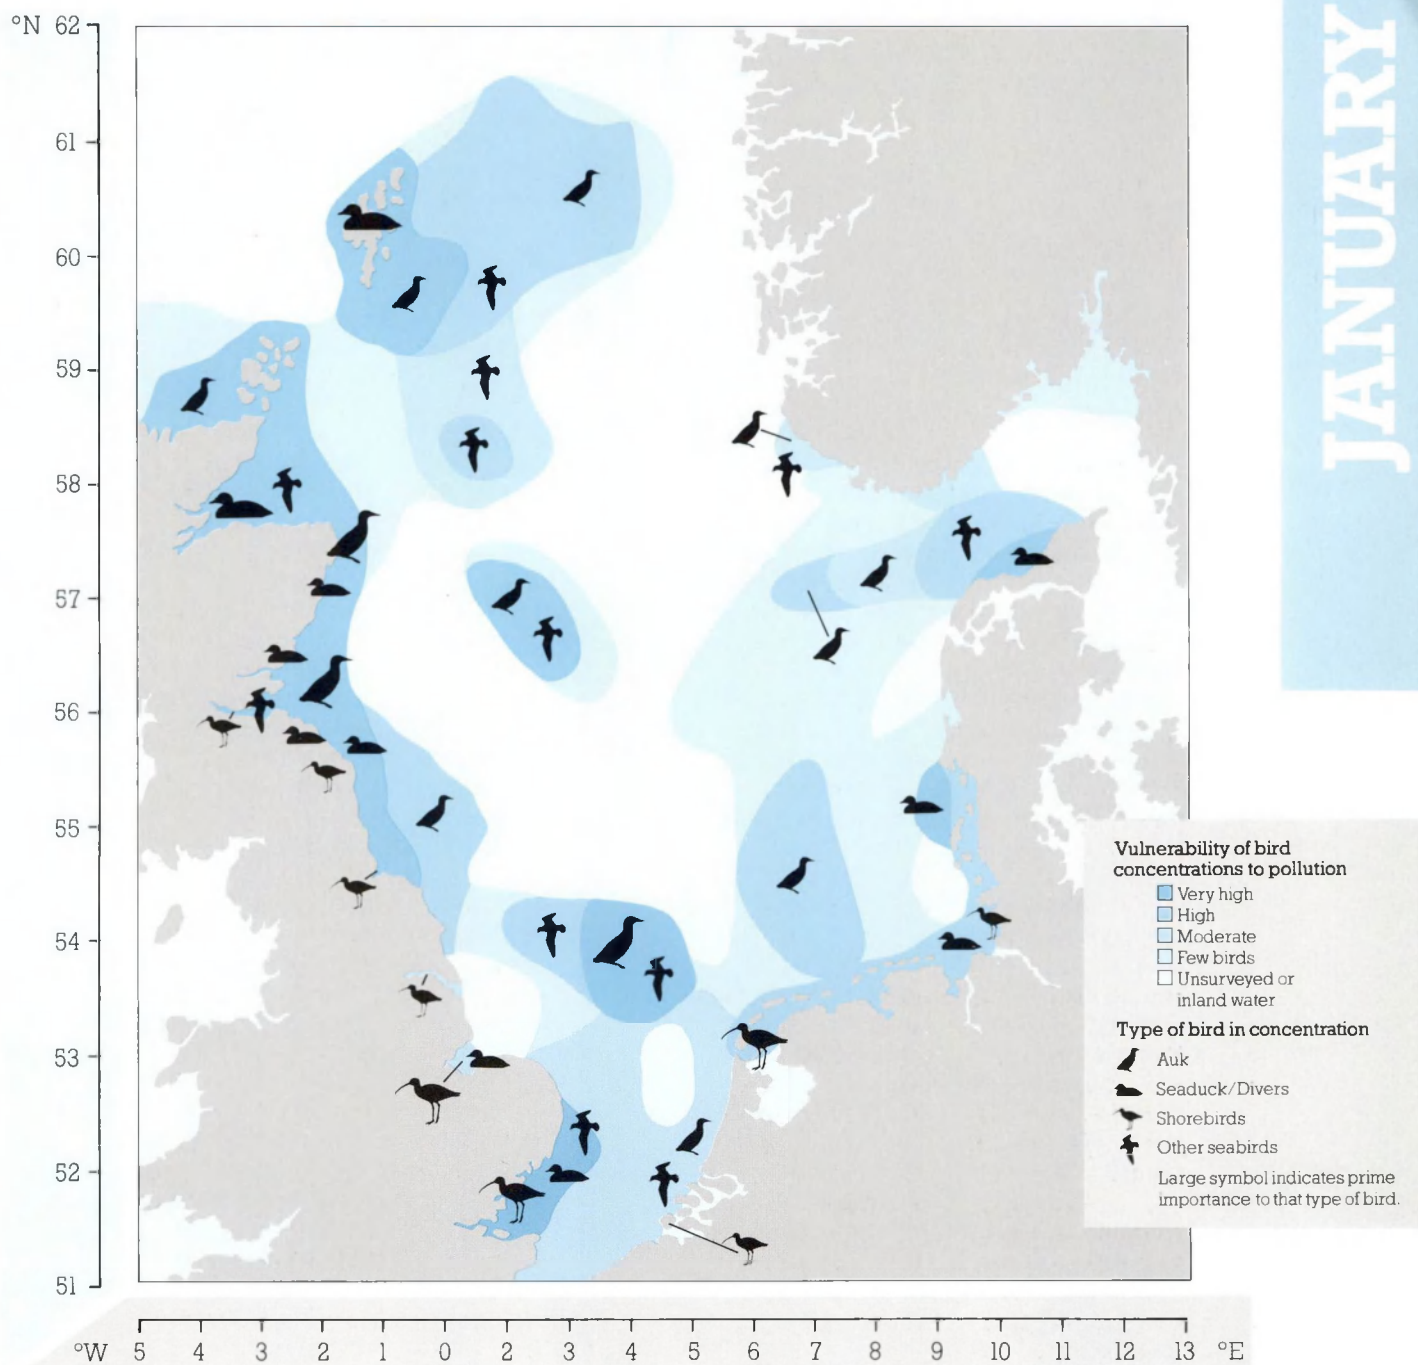 JANUARY
°N 62
61
60
59
58
57
56
55
54
53
52
51
Vulnerability of bird
concentrations to pollution
Very high
High
Moderate
Few birds
Unsurveyed or
inland water
Type of bird in concentration
Auk
Seaduck/Divers
Shorebirds
Other seabirds
Large symbol indicates prime
importance to that type of bird.
°W 5 4 3 2 1 0 1 2 3 4 5 6 7 8 9 10 11 12 13 °E